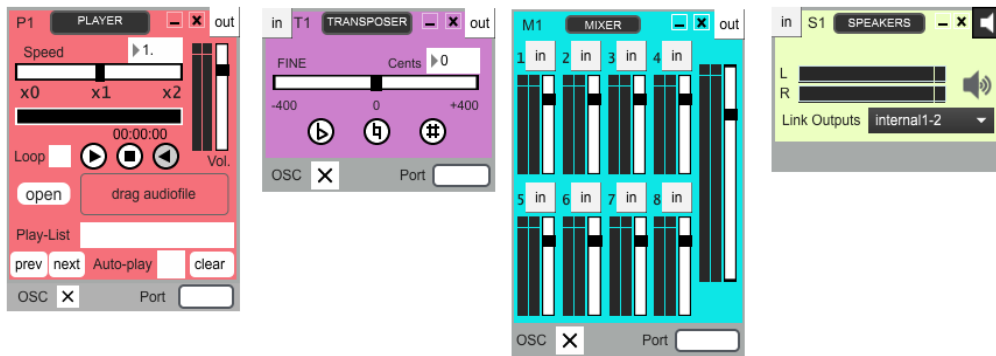 P1 PLAYER out
Speed 1.
x0 x1 x2
00:00:00
Loop Vol.
open drag audiofile
Play-List
prev next Auto-play clear
OSC Port
in T1 TRANSPOSER out
FINE Cents 0
-400 0 +400
OSC Port
M1 MIXER out
1 in 2 in 3 in 4 in
5 in 6 in 7 in 8 in
OSC Port
in S1 SPEAKERS
L
R
Link Outputs internal1-2